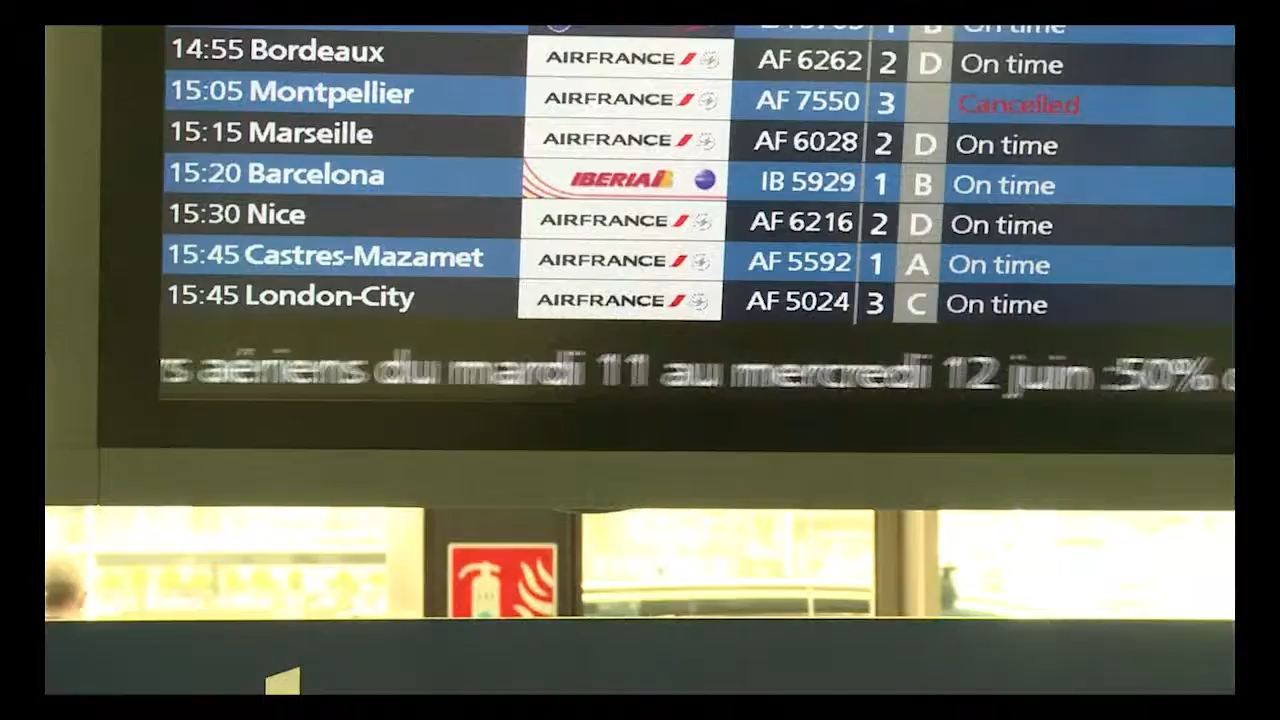 On time
14:55 Bordeaux AIRFRANCE AF 6262 2 D On time
15:05 Montpellier AIRFRANCE AF 7550 3 Cancelled
15:15 Marseille AIRFRANCE AF 6028 2 D On time
15:20 Barcelona IBERIA IB 5929 1 B On time
15:30 Nice AIRFRANCE AF 6216 2 D On time
15:45 Castres-Mazamet AIRFRANCE AF 5592 1 A On time
15:45 London-City AIRFRANCE AF 5024 3 C On time
aériens du mardi 11 au mercredi 12 juin :50%